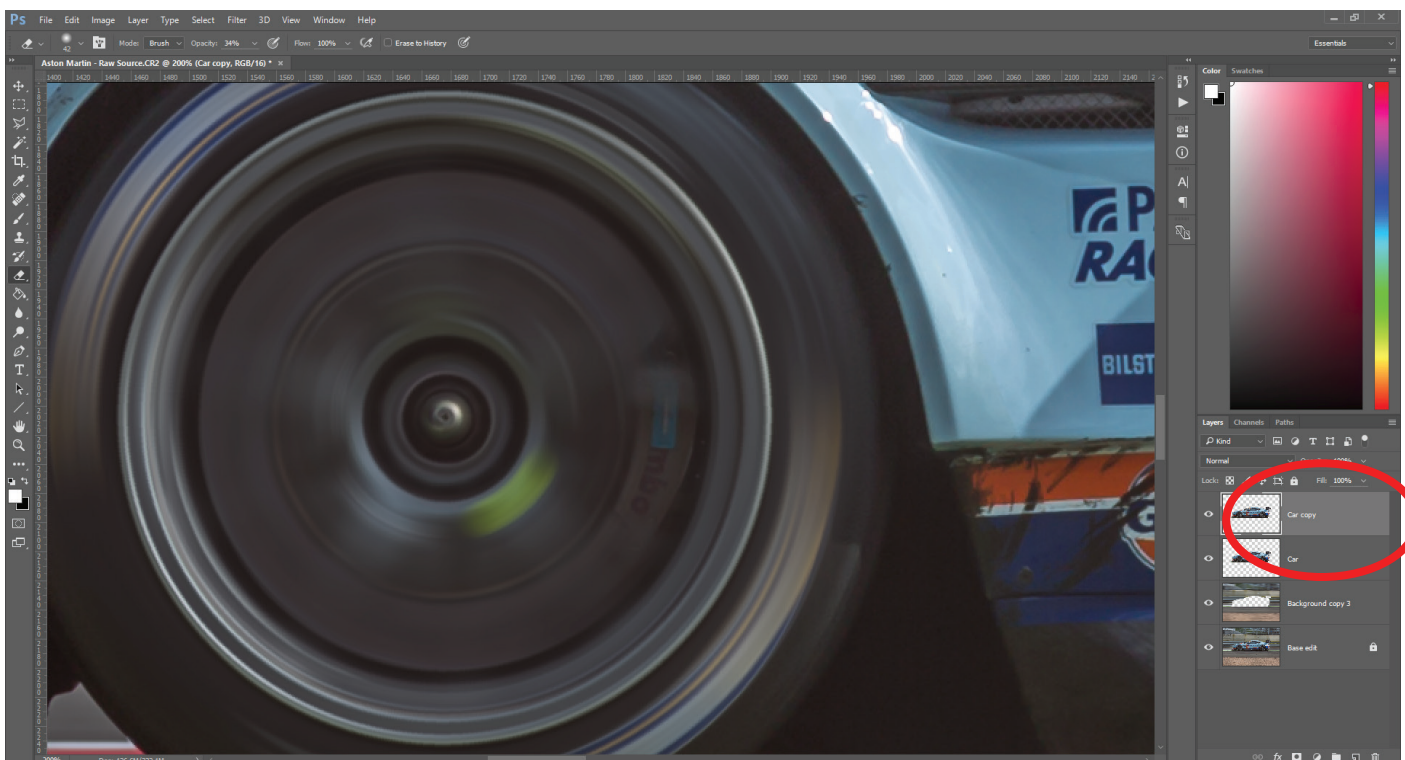 Ps File Edit Image Layer Type Select Filter 3D View Window Help
42 Mode: Brush Opacity: 34% Flow: 100% Erase to History Essentials
Aston Martin - Raw Source.CR2 @ 200% (Car copy, RGB/16) * ×
1400 1420 1440 1460 1480 1500 1520 1540 1560 1580 1600 1620 1640 1660 1680 1700 1720 1740 1760 1780 1800 1820 1840 1860 1880 1900 1920 1940 1960 1980 2000 2020 2040 2060 2080 2100 2120 2140
Color Swatches
RAC
BILST
Layers Channels Paths
Kind
Normal 100%
Lock: Fill: 100%
Car copy
Car
Background copy 3
Base edit
fx
200%